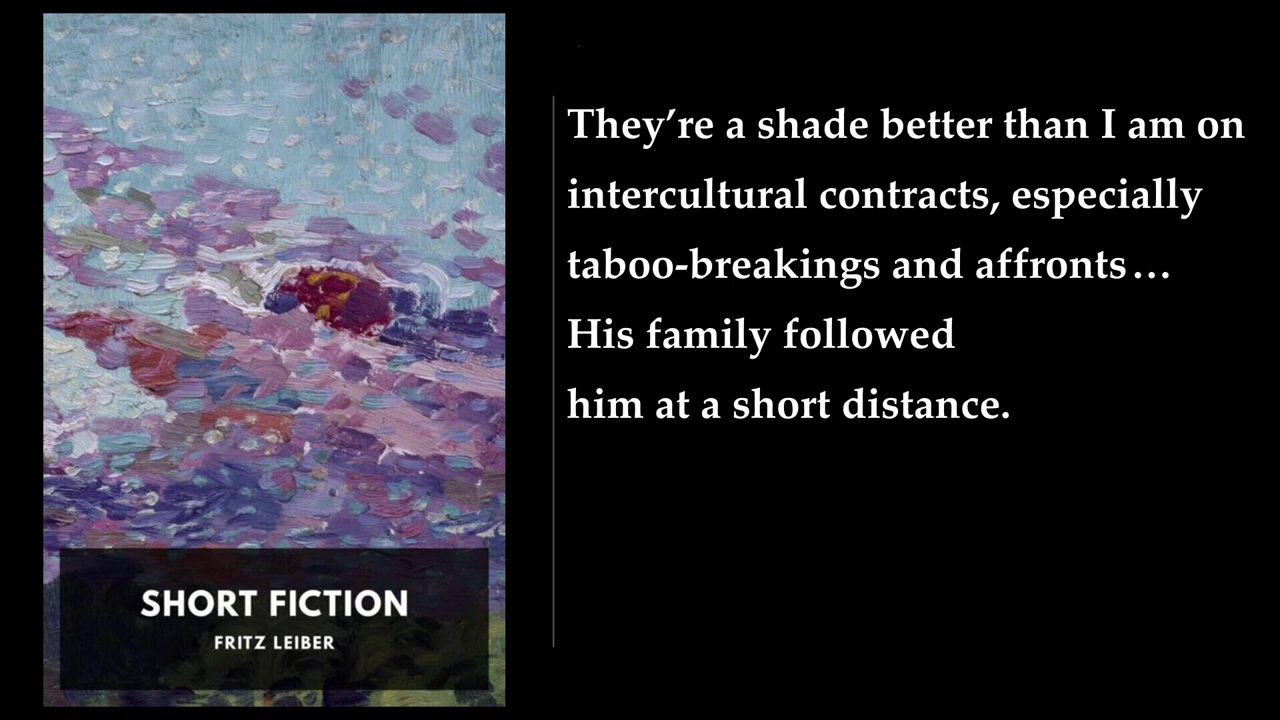 SHORT FICTION
FRITZ LEIBER
They’re a shade better than I am on
intercultural contracts, especially
taboo-breakings and affronts…
His family followed
him at a short distance.